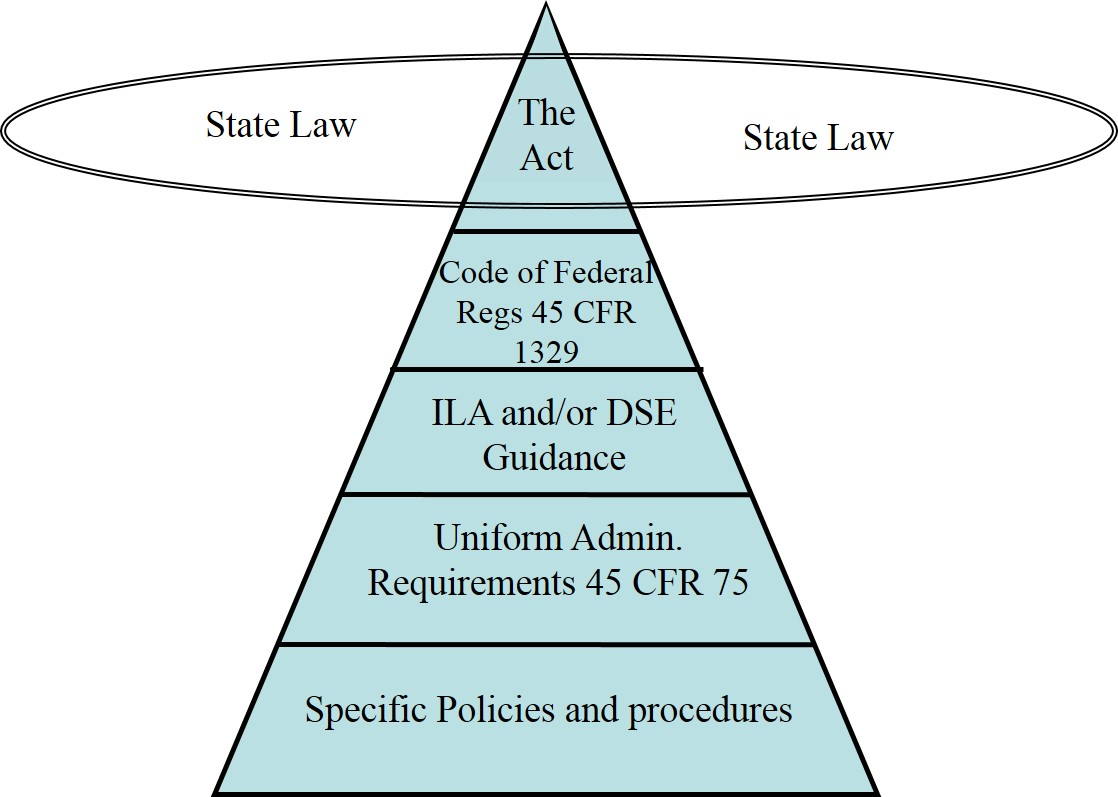 State Law
The
Act
State Law
Code of Federal
Regs 45 CFR
1329
ILA and/or DSE
Guidance
Uniform Admin.
Requirements 45 CFR 75
Specific Policies and procedures